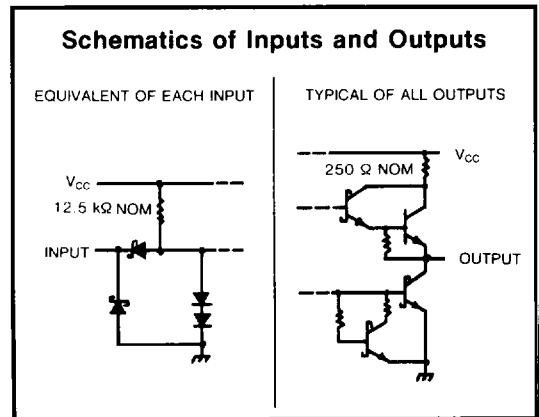 Schematics of Inputs and Outputs
EQUIVALENT OF EACH INPUT
VCC
12.5 kΩ NOM
INPUT
TYPICAL OF ALL OUTPUTS
VCC
250 Ω NOM
OUTPUT